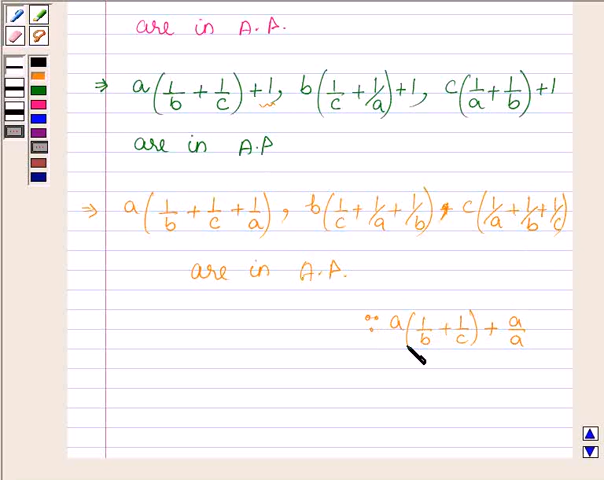 are in A.P.
⇒ a(1/b + 1/c)+1, b(1/c + 1/a)+1, c(1/a + 1/b)+1
are in A.P
⇒ a(1/b + 1/c + 1/a), b(1/c + 1/a + 1/b), c(1/a + 1/b + 1/c)
are in A.P.
∵ a(1/b + 1/c) + a/a